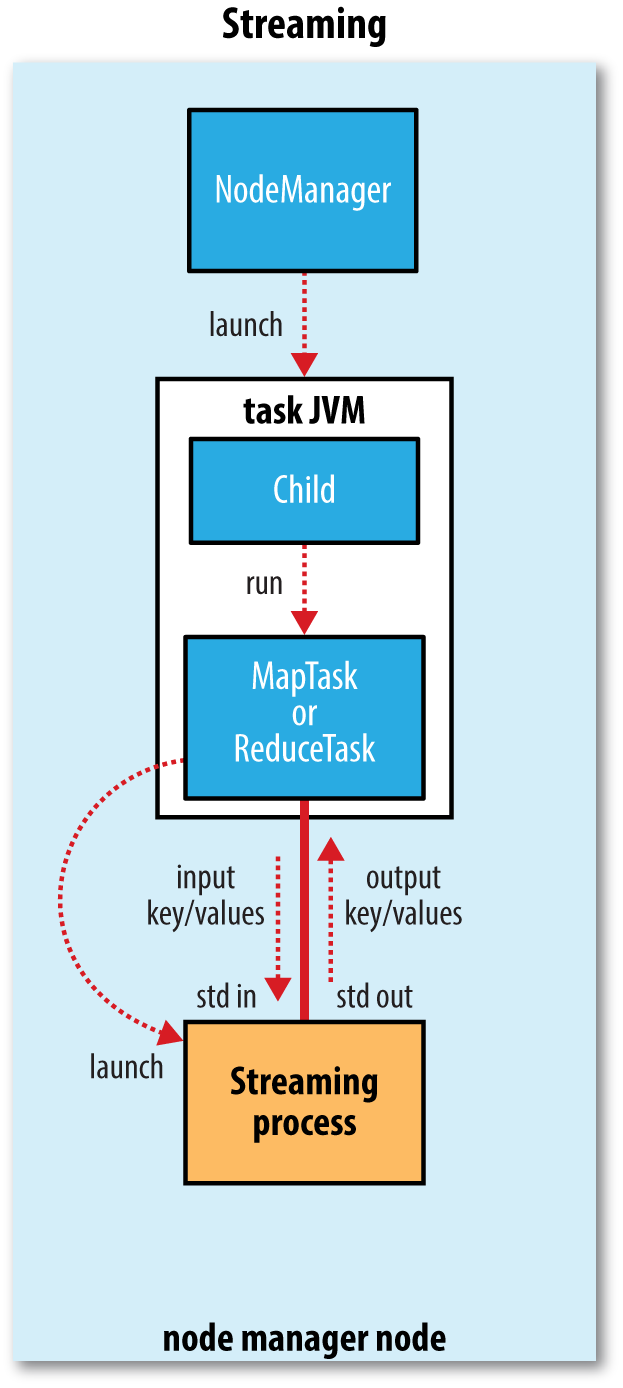 Streaming
NodeManager
launch
task JVM
Child
run
MapTask
or
ReduceTask
input
key/values
output
key/values
std in
std out
launch
Streaming
process
node manager node